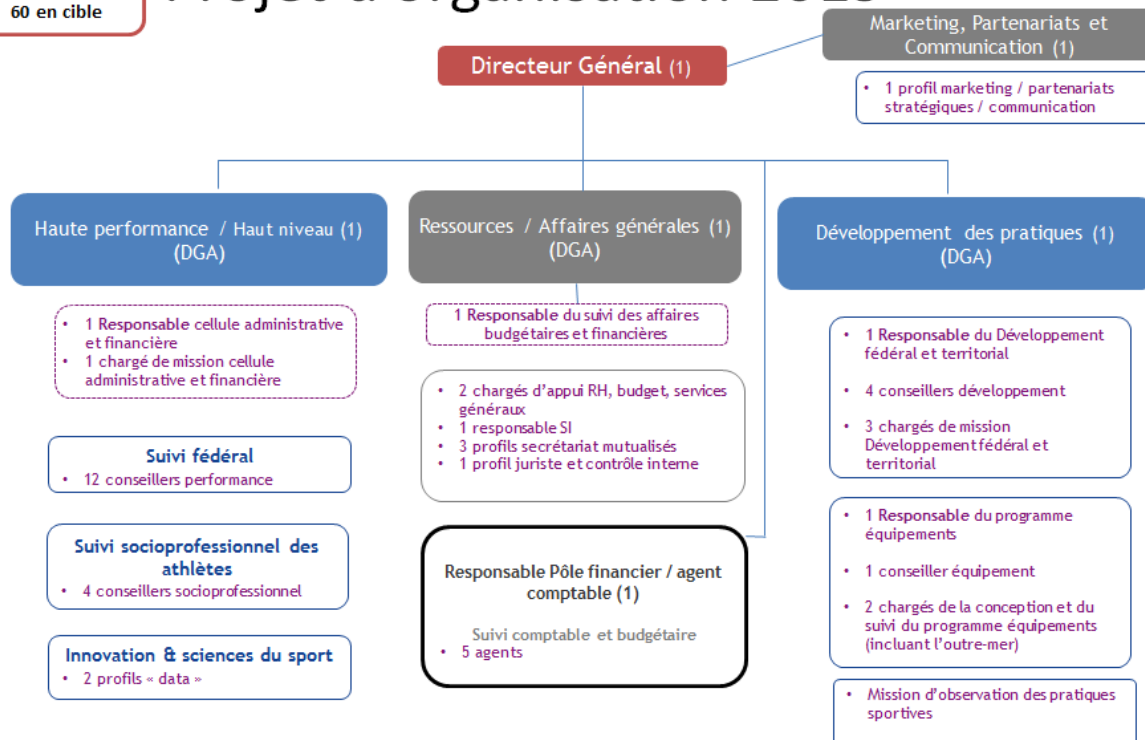 60 en cible
Projet d'organisation 2019
Marketing, Partenariats et
Communication (1)
Directeur Général (1)
• 1 profil marketing / partenariats
stratégiques / communication
Haute performance / Haut niveau (1)
(DGA)
Ressources / Affaires générales (1)
(DGA)
Développement des pratiques (1)
(DGA)
• 1 Responsable cellule administrative
et financière
• 1 chargé de mission cellule
administrative et financière
Suivi fédéral
• 12 conseillers performance
Suivi socioprofessionnel des
athlètes
• 4 conseillers socioprofessionnel
Innovation & sciences du sport
• 2 profils « data »
1 Responsable du suivi des affaires
budgétaires et financières
• 2 chargés d'appui RH, budget, services
généraux
• 1 responsable SI
• 3 profils secrétariat mutualisés
• 1 profil juriste et contrôle interne
Responsable Pôle financier / agent
comptable (1)
Suivi comptable et budgétaire
• 5 agents
• 1 Responsable du Développement
fédéral et territorial
• 4 conseillers développement
• 3 chargés de mission
Développement fédéral et
territorial
• 1 Responsable du programme
équipements
• 1 conseiller équipement
• 2 chargés de la conception et du
suivi du programme équipements
(incluant l'outre-mer)
• Mission d'observation des pratiques
sportives